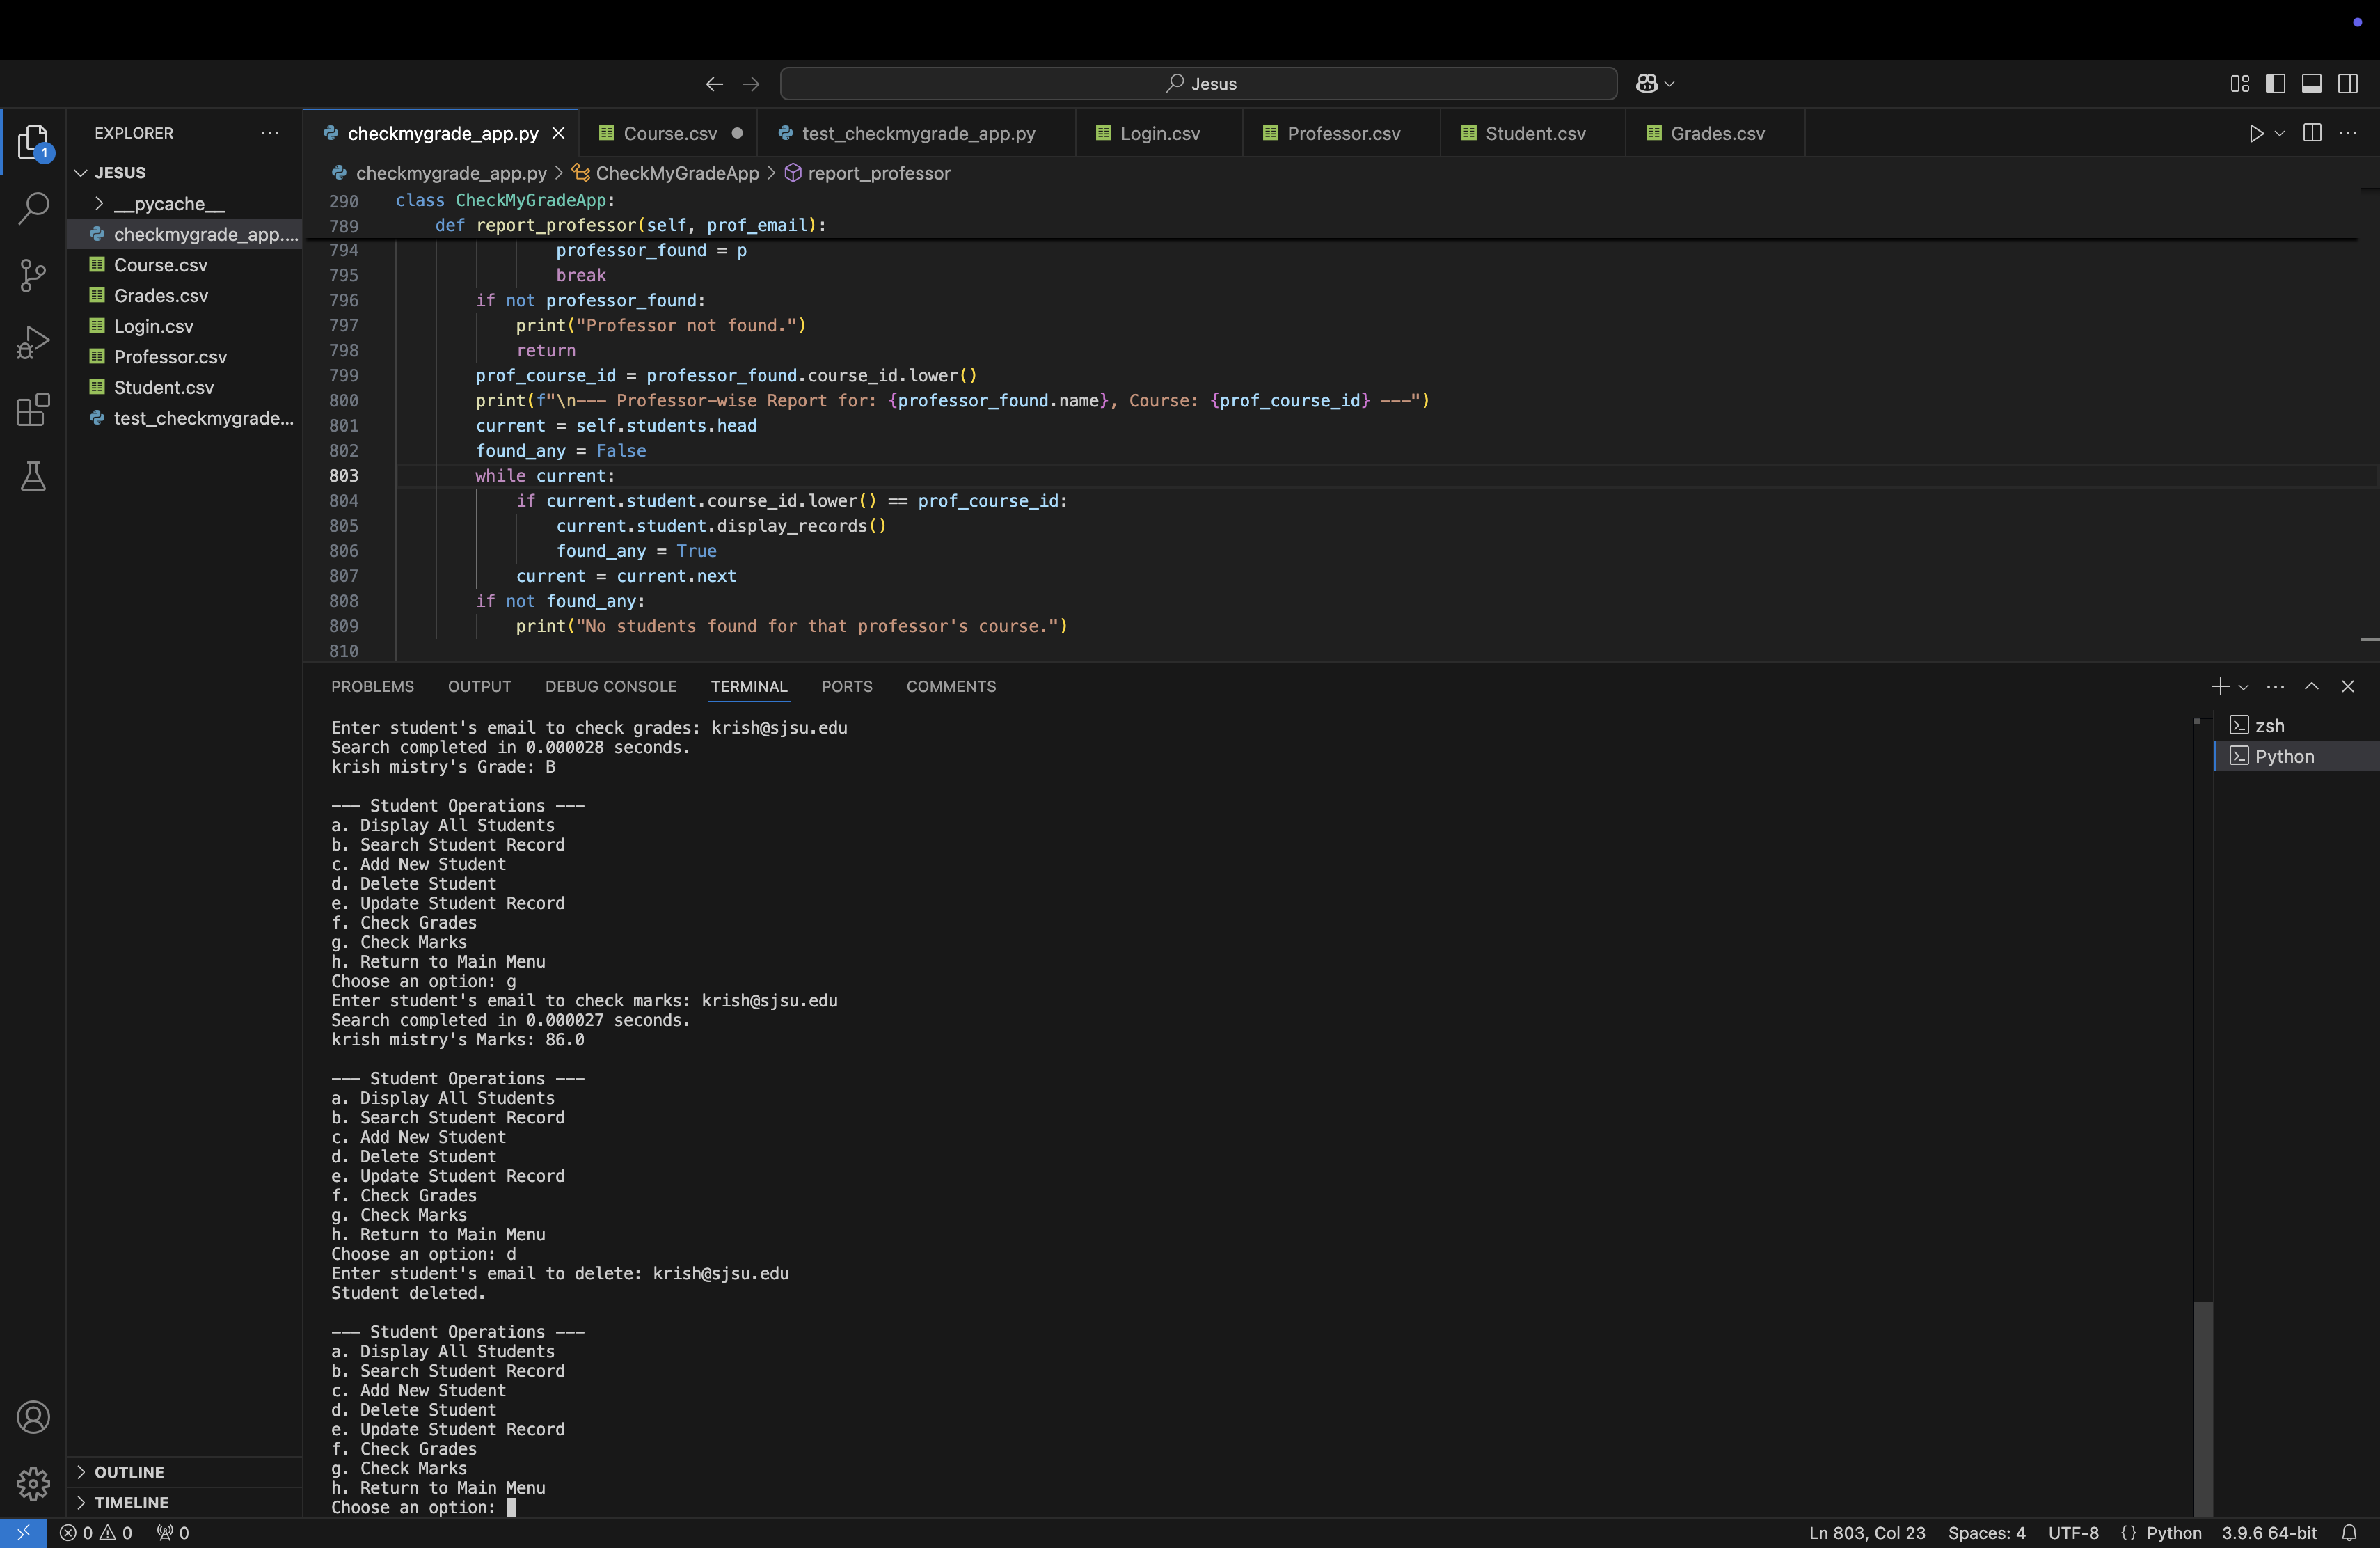 Jesus
EXPLORER
JESUS
__pycache__
checkmygrade_app....
Course.csv
Grades.csv
Login.csv
Professor.csv
Student.csv
test_checkmygrade...
OUTLINE
TIMELINE
1
checkmygrade_app.py
Course.csv
test_checkmygrade_app.py
Login.csv
Professor.csv
Student.csv
Grades.csv
checkmygrade_app.py > CheckMyGradeApp > report_professor
290 class CheckMyGradeApp:
789 def report_professor(self, prof_email):
794 professor_found = p
795 break
796 if not professor_found:
797 print("Professor not found.")
798 return
799 prof_course_id = professor_found.course_id.lower()
800 print(f"\n--- Professor-wise Report for: {professor_found.name}, Course: {prof_course_id} ---")
801 current = self.students.head
802 found_any = False
803 while current:
804 if current.student.course_id.lower() == prof_course_id:
805 current.student.display_records()
806 found_any = True
807 current = current.next
808 if not found_any:
809 print("No students found for that professor's course.")
810
PROBLEMS OUTPUT DEBUG CONSOLE TERMINAL PORTS COMMENTS
zsh
Python
Enter student's email to check grades: krish@sjsu.edu
Search completed in 0.000028 seconds.
krish mistry's Grade: B
--- Student Operations ---
a. Display All Students
b. Search Student Record
c. Add New Student
d. Delete Student
e. Update Student Record
f. Check Grades
g. Check Marks
h. Return to Main Menu
Choose an option: g
Enter student's email to check marks: krish@sjsu.edu
Search completed in 0.000027 seconds.
krish mistry's Marks: 86.0
--- Student Operations ---
a. Display All Students
b. Search Student Record
c. Add New Student
d. Delete Student
e. Update Student Record
f. Check Grades
g. Check Marks
h. Return to Main Menu
Choose an option: d
Enter student's email to delete: krish@sjsu.edu
Student deleted.
--- Student Operations ---
a. Display All Students
b. Search Student Record
c. Add New Student
d. Delete Student
e. Update Student Record
f. Check Grades
g. Check Marks
h. Return to Main Menu
Choose an option:
0 0 0 Ln 803, Col 23 Spaces: 4 UTF-8 {} Python 3.9.6 64-bit